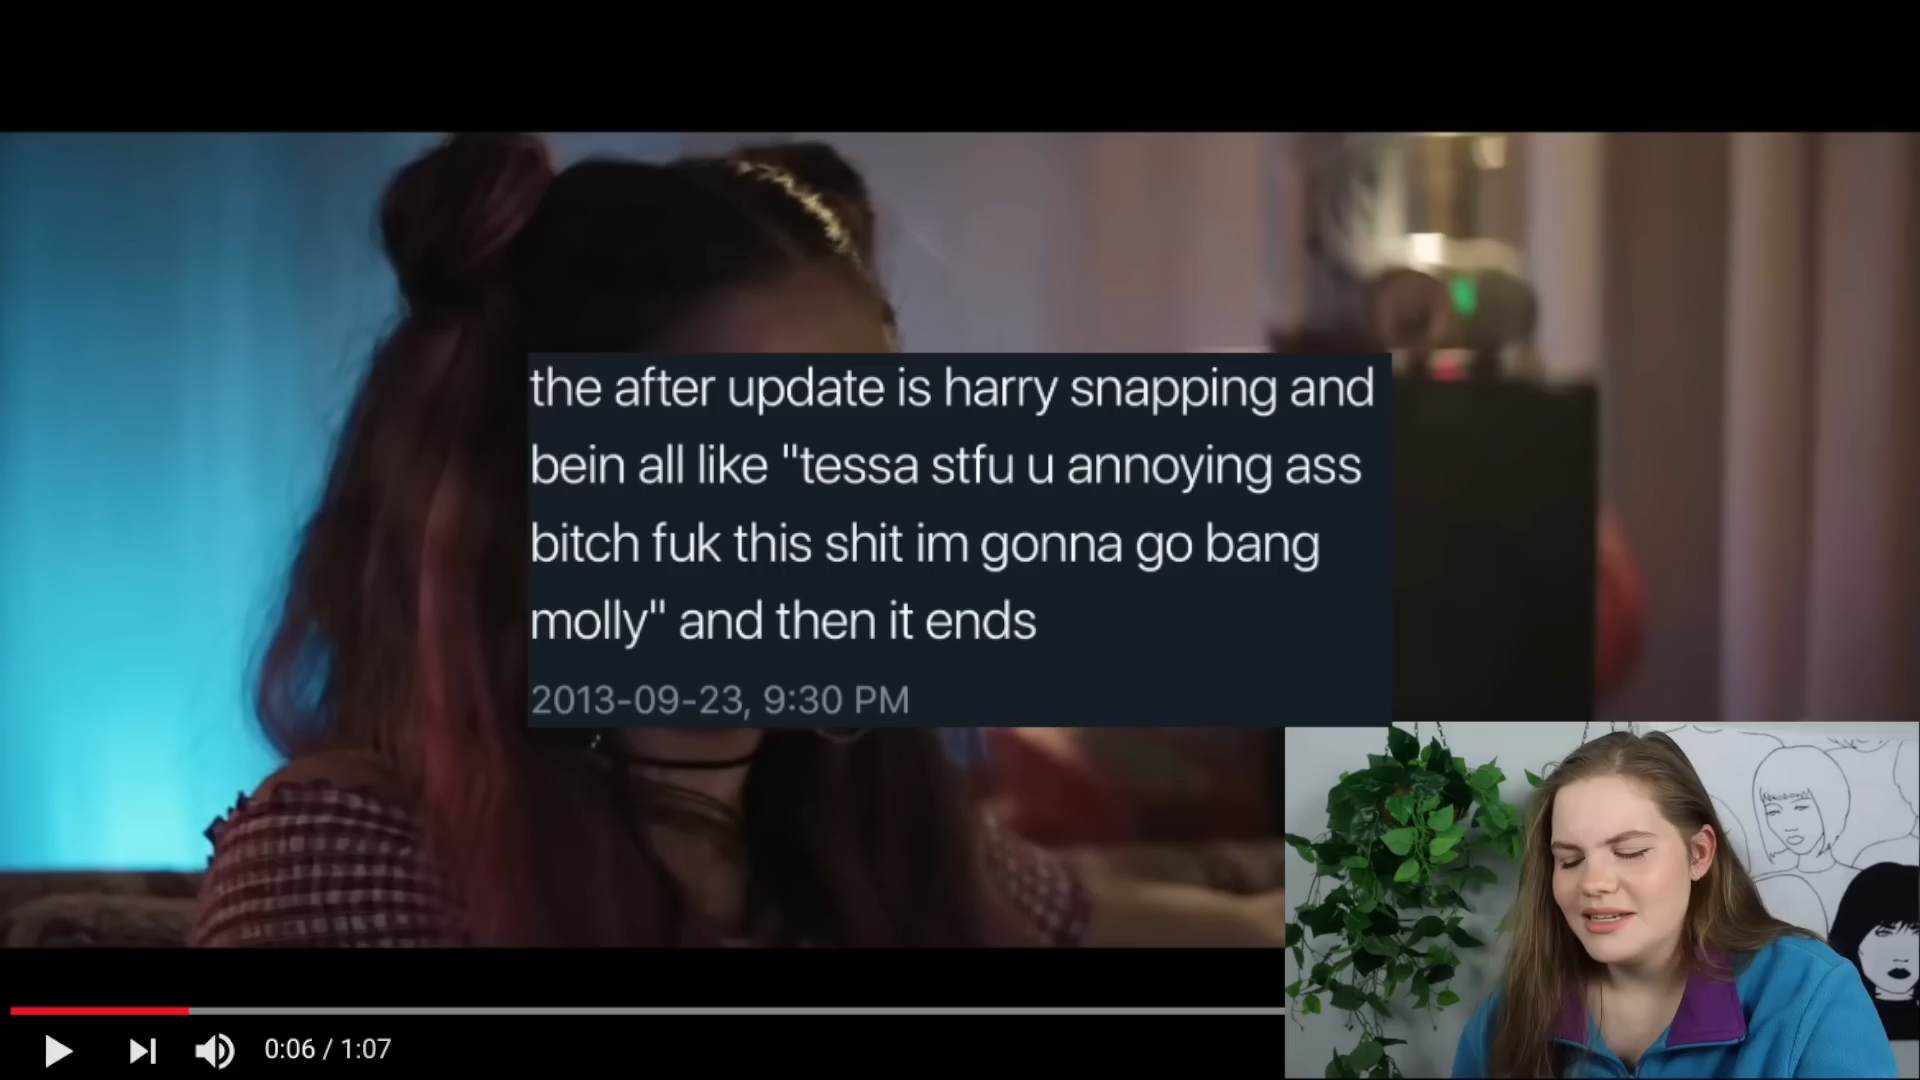 the after update is harry snapping and
bein all like "tessa stfu u annoying ass
bitch fuk this shit im gonna go bang
molly" and then it ends
2013-09-23, 9:30 PM
0:06 / 1:07